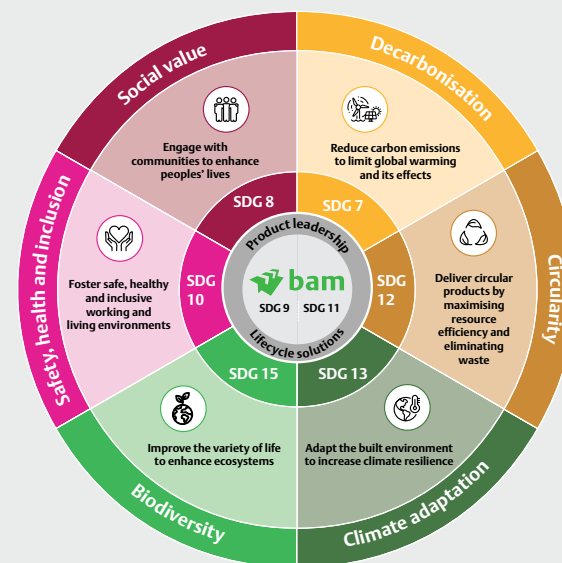 Social value
Engage with
communities to enhance
peoples' lives
SDG 8
Decarbonisation
Reduce carbon emissions
to limit global warming
and its effects
SDG 7
Circularity
Deliver circular
products by
maximising
resource
efficiency and
eliminating
waste
SDG
12
Climate adaptation
Adapt the built environment
to increase climate resilience
SDG 13
Biodiversity
Improve the variety of life
to enhance ecosystems
SDG 15
Safety, health and inclusion
Foster safe, healthy
and inclusive
working and
living environments
SDG
10
Product leadership
bam
SDG 9
SDG 11
Lifecycle solutions